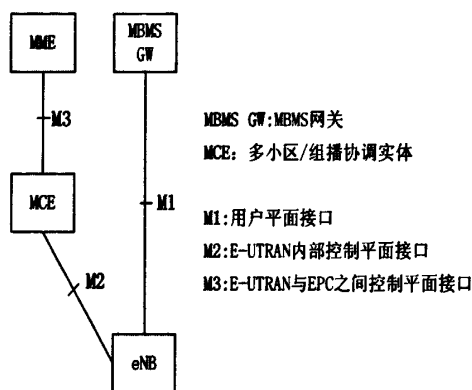 MME
MBMS
GW
M3
MBMS GW:MBMS网关
MCE: 多小区/组播协调实体
MCE
M1
M1:用户平面接口
M2:E-UTRAN内部控制平面接口
M2
M3:E-UTRAN与EPC之间控制平面接口
eNB